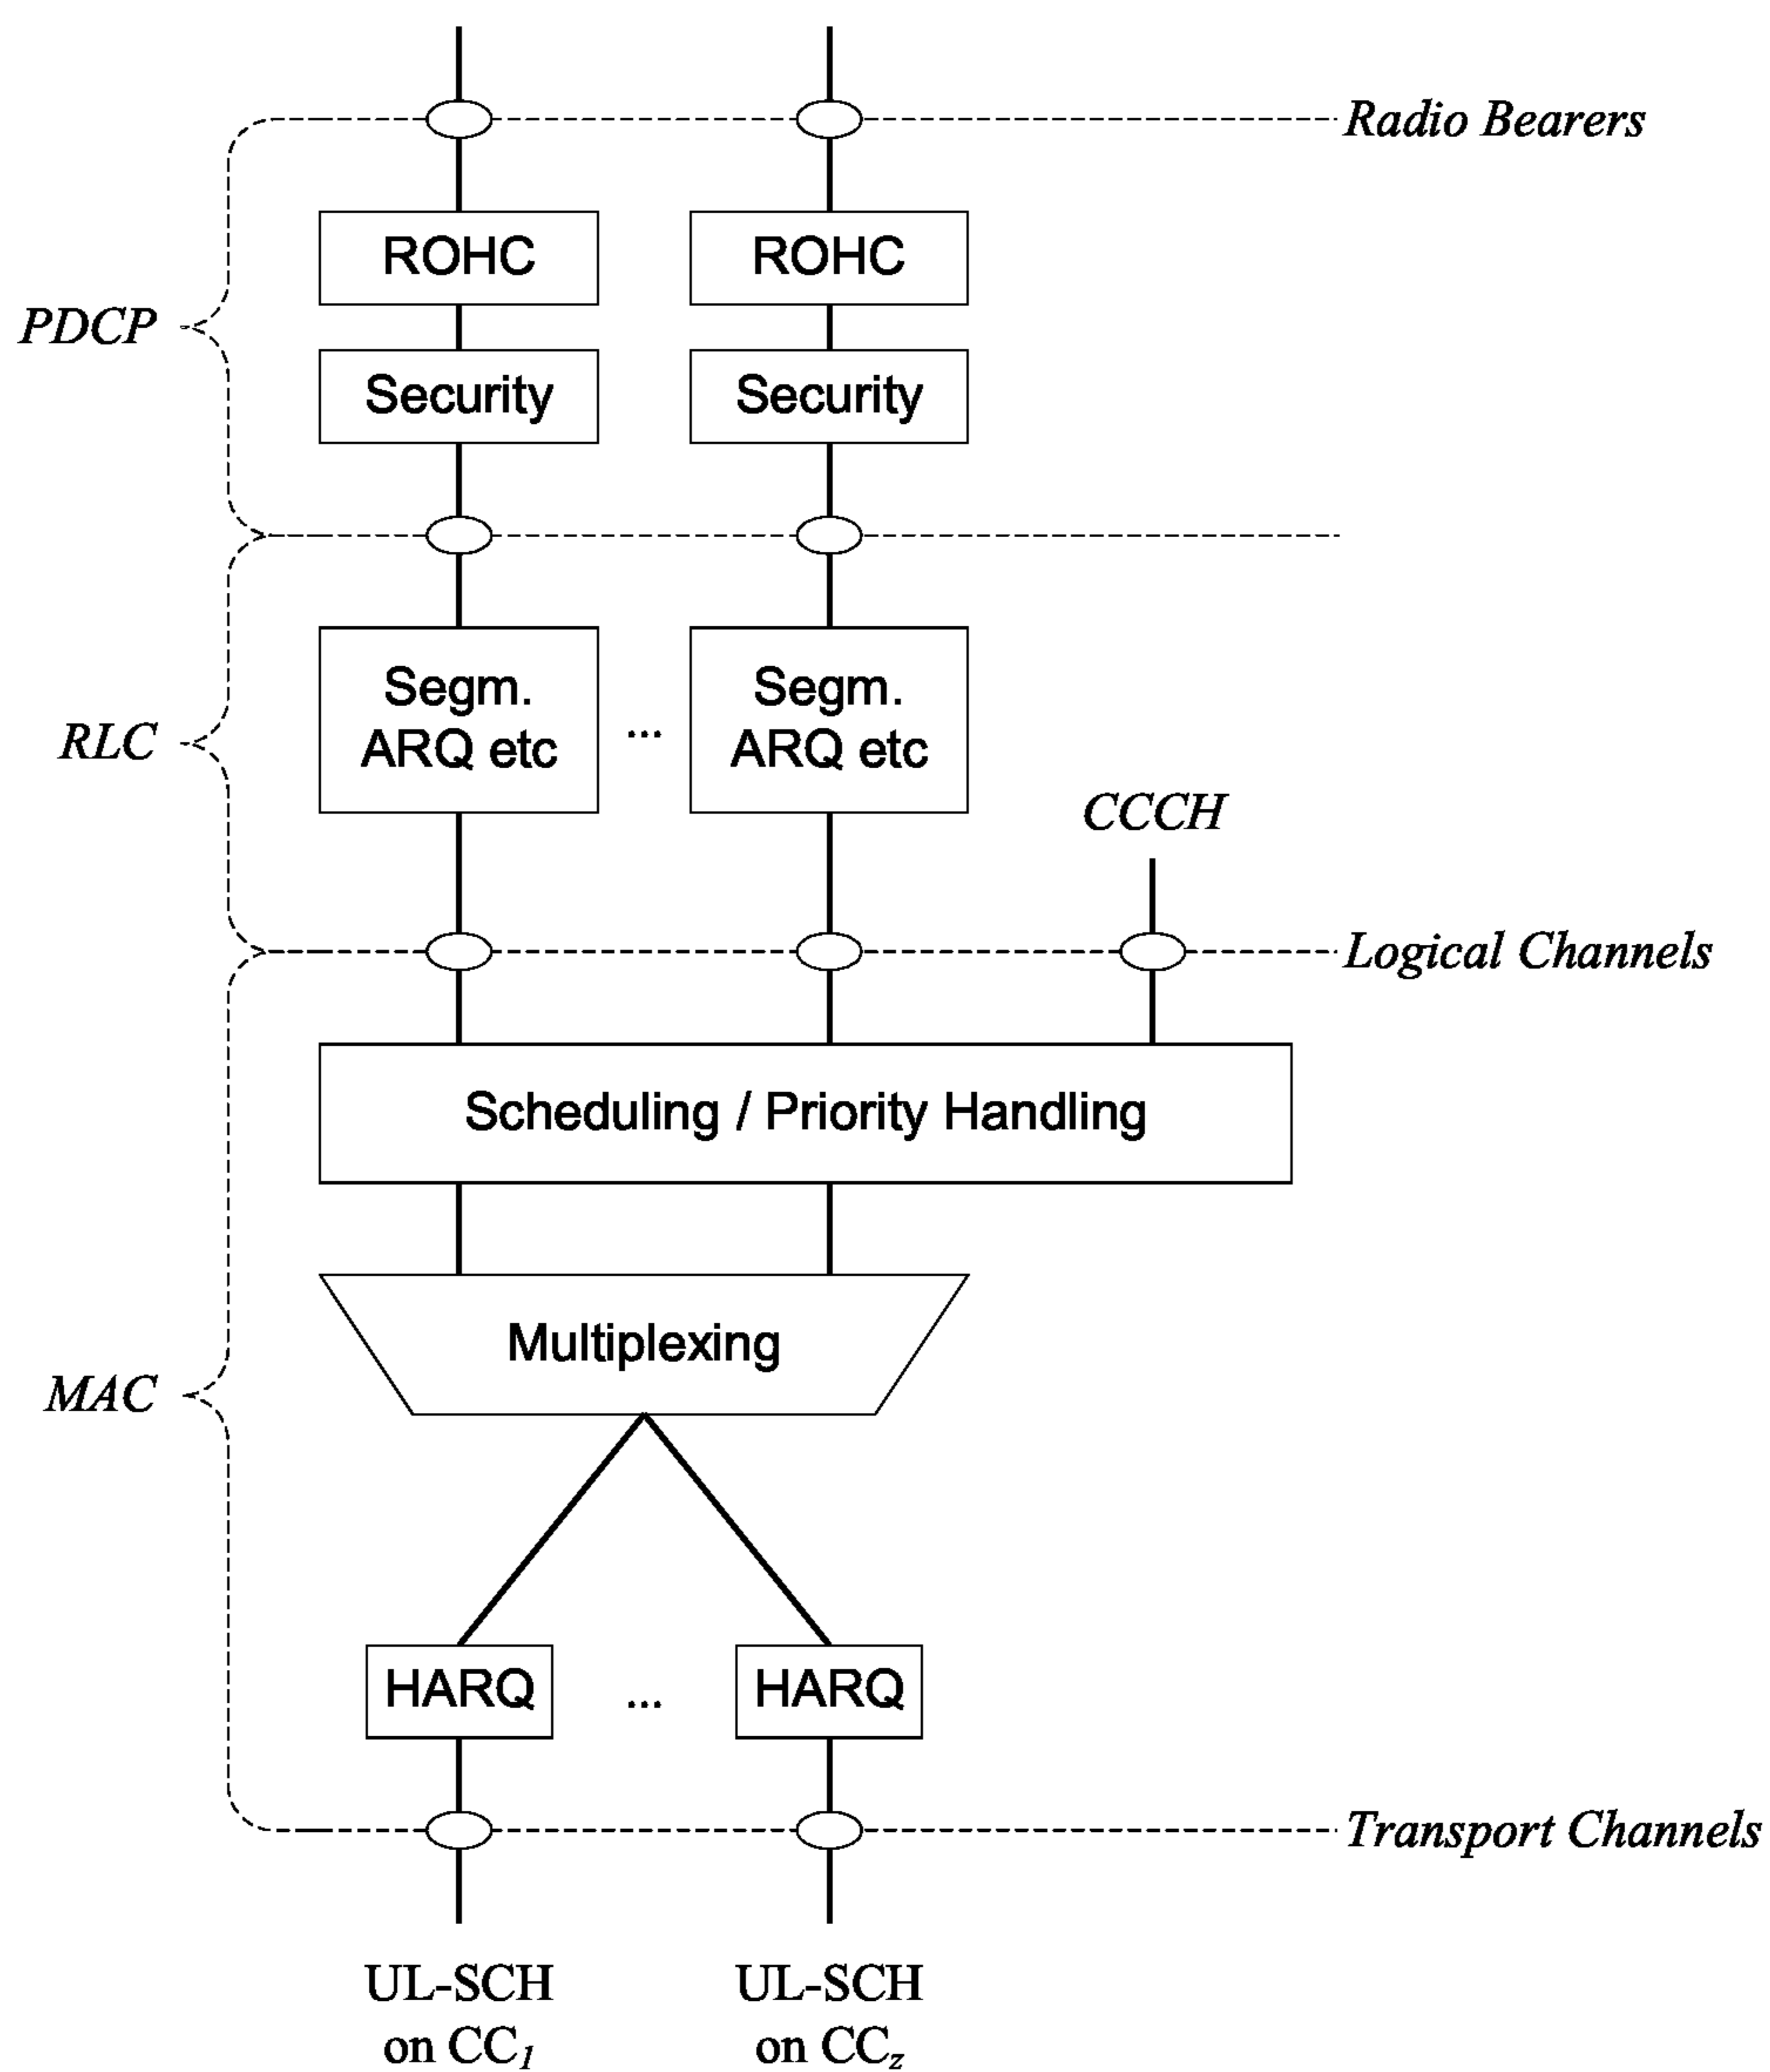 Radio Bearers
ROHC ROHC
PDCP
Security Security
Segm. Segm.
ARQ etc ... ARQ etc
RLC
CCCH
Logical Channels
Scheduling / Priority Handling
Multiplexing
MAC
HARQ ... HARQ
Transport Channels
UL-SCH UL-SCH
on CC1 on CCz